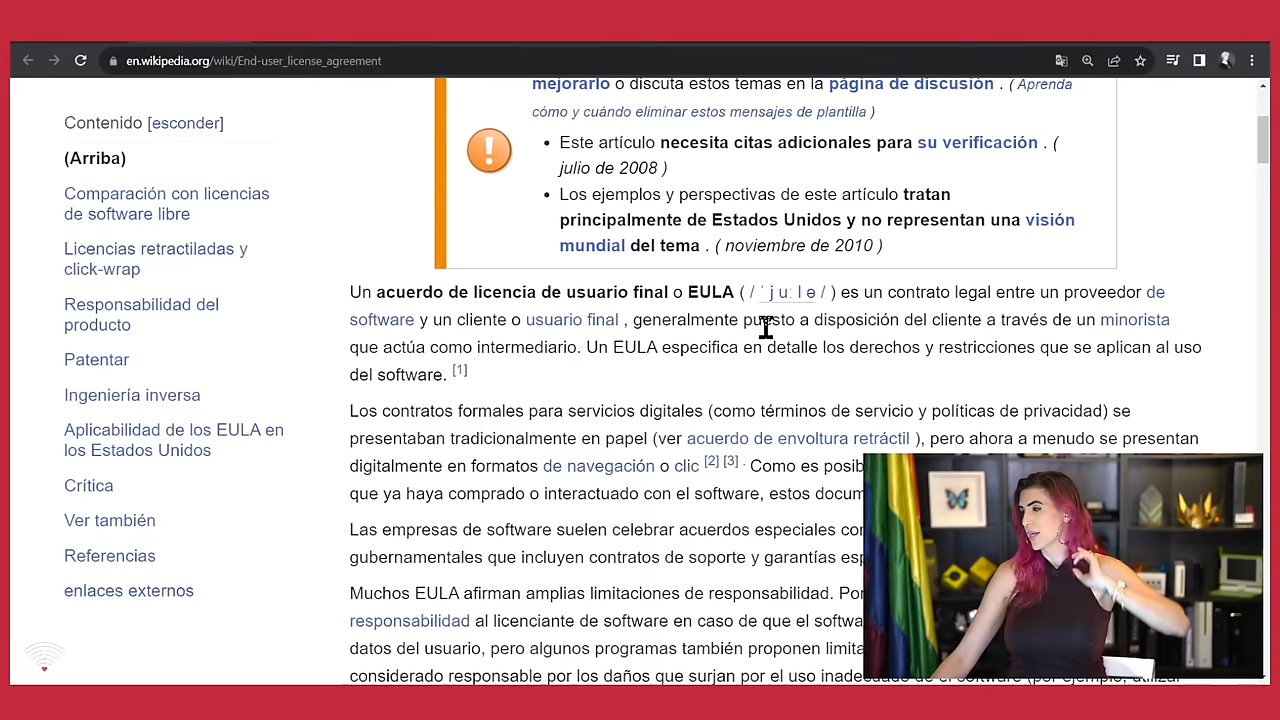 en.wikipedia.org/wiki/End-user_license_agreement
mejorarlo o discuta estos temas en la página de discusión . ( Aprenda
cómo y cuándo eliminar estos mensajes de plantilla )
• Este artículo necesita citas adicionales para su verificación . (
julio de 2008 )
• Los ejemplos y perspectivas de este artículo tratan
principalmente de Estados Unidos y no representan una visión
mundial del tema . ( noviembre de 2010 )
Contenido [esconder]
(Arriba)
Comparación con licencias
de software libre
Licencias retractiladas y
click-wrap
Responsabilidad del
producto
Patentar
Ingeniería inversa
Aplicabilidad de los EULA en
los Estados Unidos
Crítica
Ver también
Referencias
enlaces externos
Un acuerdo de licencia de usuario final o EULA ( / ˈ j uː l ə / ) es un contrato legal entre un proveedor de
software y un cliente o usuario final , generalmente puesto a disposición del cliente a través de un minorista
que actúa como intermediario. Un EULA especifica en detalle los derechos y restricciones que se aplican al uso
del software. [1]
Los contratos formales para servicios digitales (como términos de servicio y políticas de privacidad) se
presentaban tradicionalmente en papel (ver acuerdo de envoltura retráctil ), pero ahora a menudo se presentan
digitalmente en formatos de navegación o clic [2] [3] . Como es posib
que ya haya comprado o interactuado con el software, estos docum
Las empresas de software suelen celebrar acuerdos especiales co
gubernamentales que incluyen contratos de soporte y garantías es
Muchos EULA afirman amplias limitaciones de responsabilidad. Po
responsabilidad al licenciante de software en caso de que el softwa
datos del usuario, pero algunos programas también proponen limita
considerado responsable por los daños que surjan por el uso inadecuado de el software (por ejemplo, utilizar